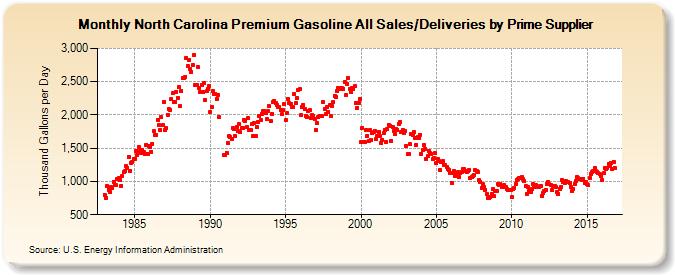 Monthly North Carolina Premium Gasoline All Sales/Deliveries by Prime Supplier
Thousand Gallons per Day
3,000
2,500
2,000
1,500
1,000
500
1985 1990 1995 2000 2005 2010 2015
Source: U.S. Energy Information Administration